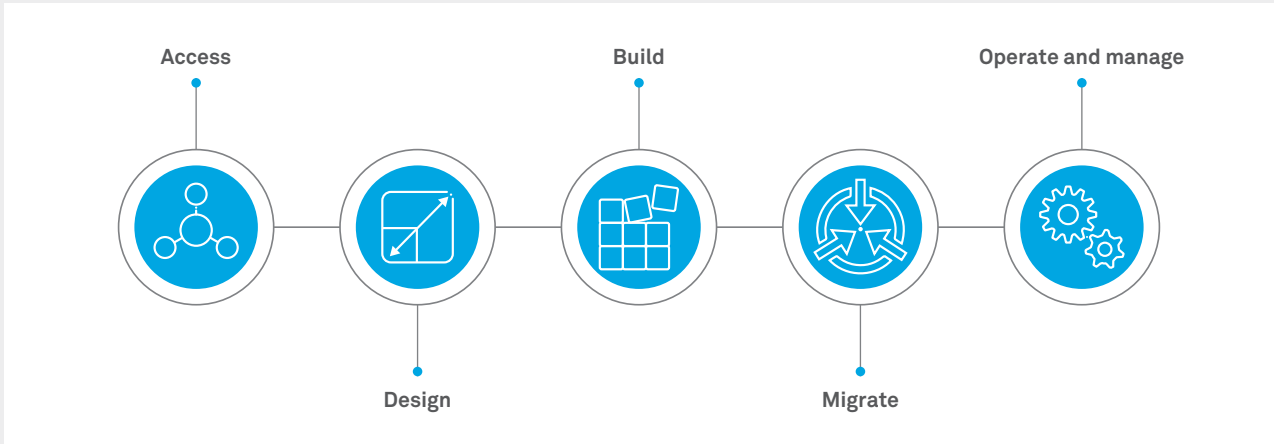 Access
Build
Operate and manage
Design
Migrate